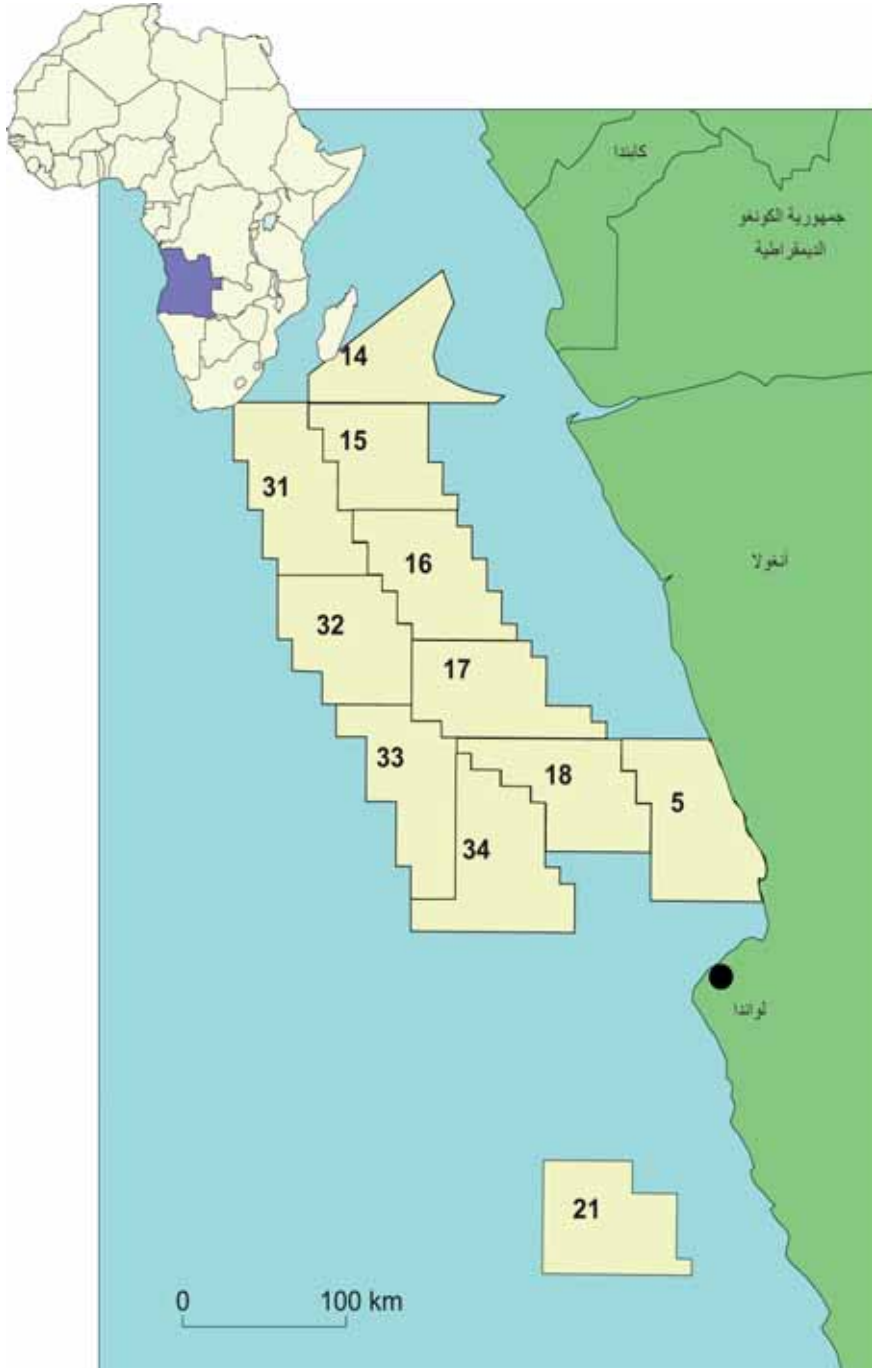 كابندا
جمهورية الكونغو
الديمقراطية
14
15
31
16
أنغولا
32
17
33
18
5
34
لواندا
21
0 100 km